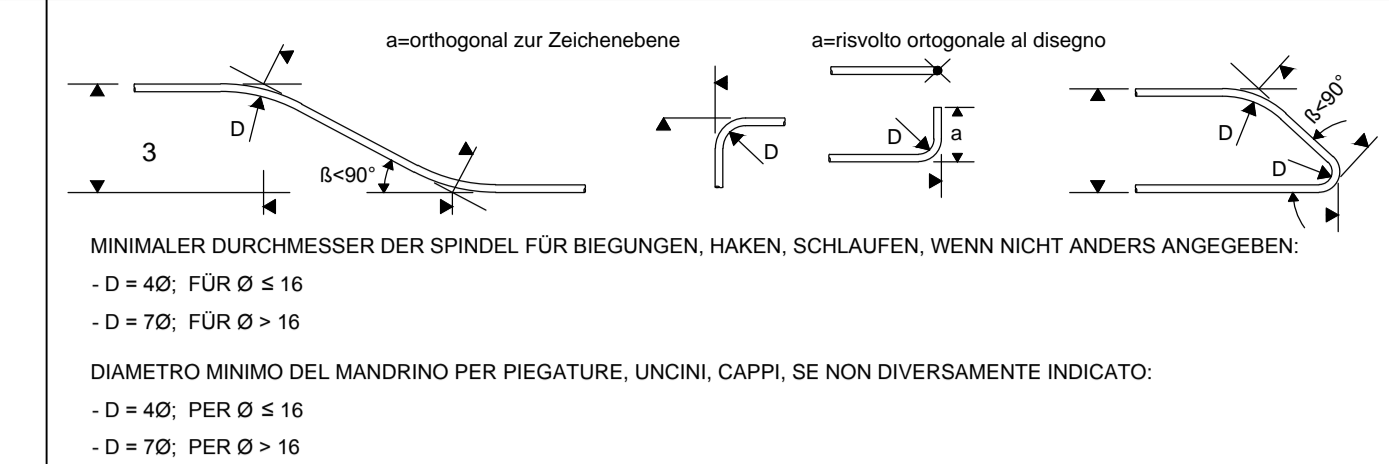 a=orthogonal zur Zeichenebene
a=risvolto ortogonale al disegno
D
3
ß<90°
D
D
a
ß<90°
D
D
MINIMALER DURCHMESSER DER SPINDEL FÜR BIEGUNGEN, HAKEN, SCHLAUFEN, WENN NICHT ANDERS ANGEGEBEN:
- D = 4Ø; FÜR Ø ≤ 16
- D = 7Ø; FÜR Ø > 16
DIAMETRO MINIMO DEL MANDRINO PER PIEGATURE, UNCINI, CAPPI, SE NON DIVERSAMENTE INDICATO:
- D = 4Ø; PER Ø ≤ 16
- D = 7Ø; PER Ø > 16